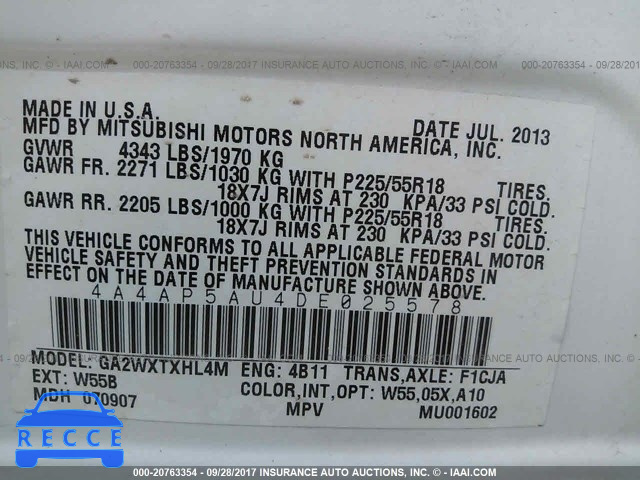 000-20763354 / 09/28/2017 INSURANCE AUTO AUCTIONS, INC. - © IAAI.COM
MADE IN U.S.A. DATE JUL. 2013
MFD BY MITSUBISHI MOTORS NORTH AMERICA, INC.
GVWR 4343 LBS/1970 KG
GAWR FR. 2271 LBS/1030 KG WITH P225/55R18 TIRES.
18X7J RIMS AT 230 KPA/33 PSI COLD.
GAWR RR. 2205 LBS/1000 KG WITH P225/55R18 TIRES.
18X7J RIMS AT 230 KPA/33 PSI COLD.
THIS VEHICLE CONFORMS TO ALL APPLICABLE FEDERAL MOTOR
VEHICLE SAFETY AND THEFT PREVENTION STANDARDS IN
EFFECT ON THE DATE OF MANUFACTURE SHOWN ABOVE.
4A4AP5AU4DE025578
MODEL: GA2WXTXHL4M ENG: 4B11 TRANS,AXLE: F1CJA
EXT: W55B COLOR,INT,OPT: W55,05X,A10
MDH 070907 MPV MU001602
RECCE
000-20763354 / 09/28/2017 INSURANCE AUTO AUCTIONS, INC. - © IAAI.COM